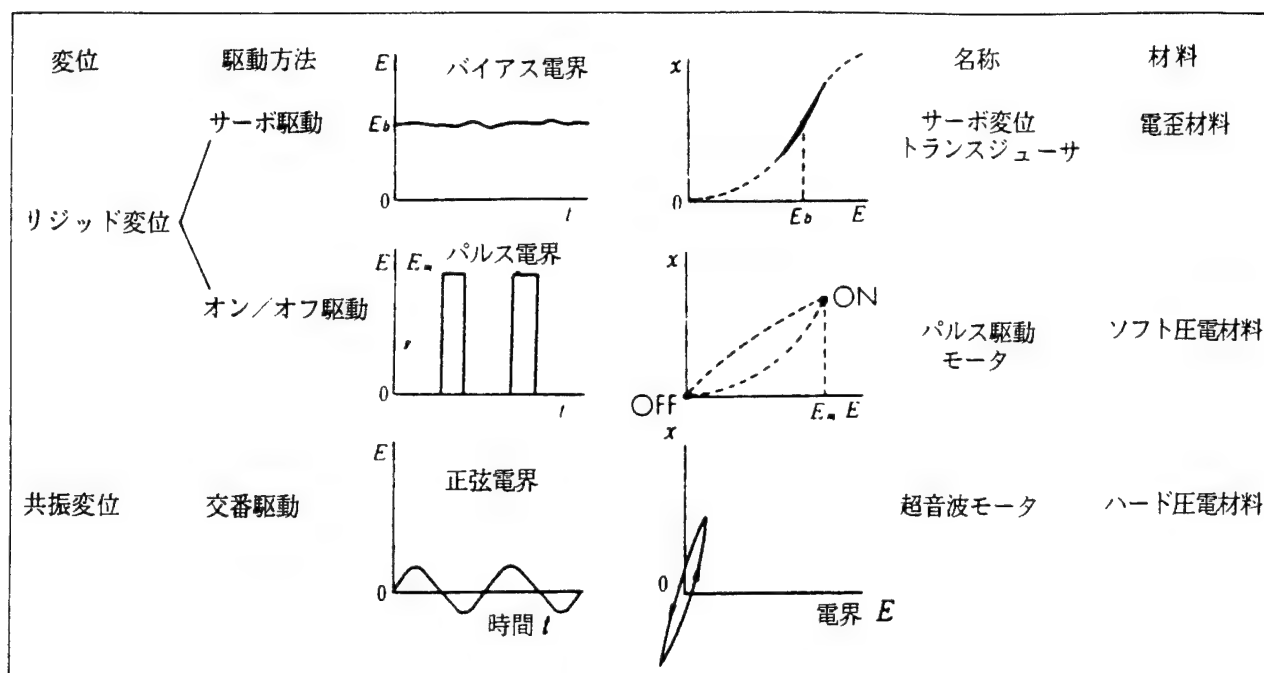 変位 駆動方法 名称 材料
E バイアス電界 x
サーボ駆動 Eb サーボ変位 電歪材料
トランスジューサ
0 t 0 Eb E
リジッド変位
E Em パルス電界 x
オン/オフ駆動 ON
パルス駆動 ソフト圧電材料
モータ
0 t OFF Em E
E x
共振変位 交番駆動 正弦電界 超音波モータ ハード圧電材料
0 0
時間 t 電界 E